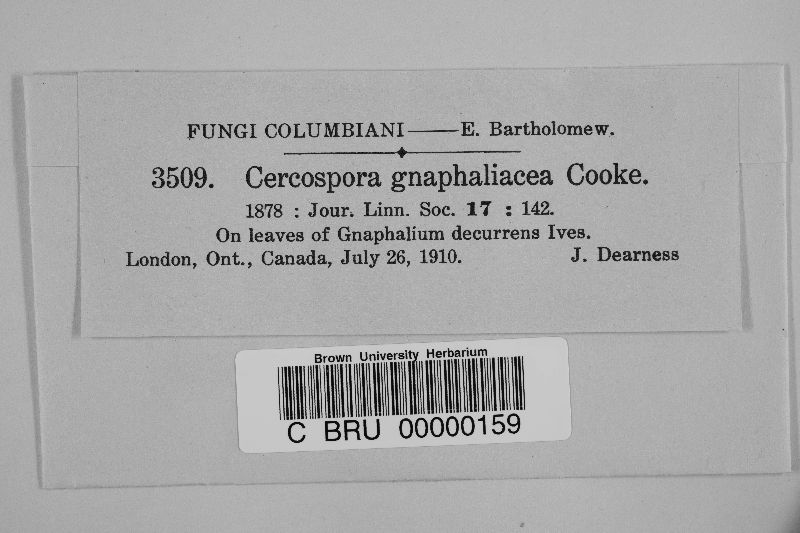 FUNGI COLUMBIANI—E. Bartholomew.
3509. Cercospora gnaphaliacea Cooke.
1878 : Jour. Linn. Soc. 17 : 142.
On leaves of Gnaphalium decurrens Ives.
London, Ont., Canada, July 26, 1910. J. Dearness
Brown University Herbarium
C BRU 00000159